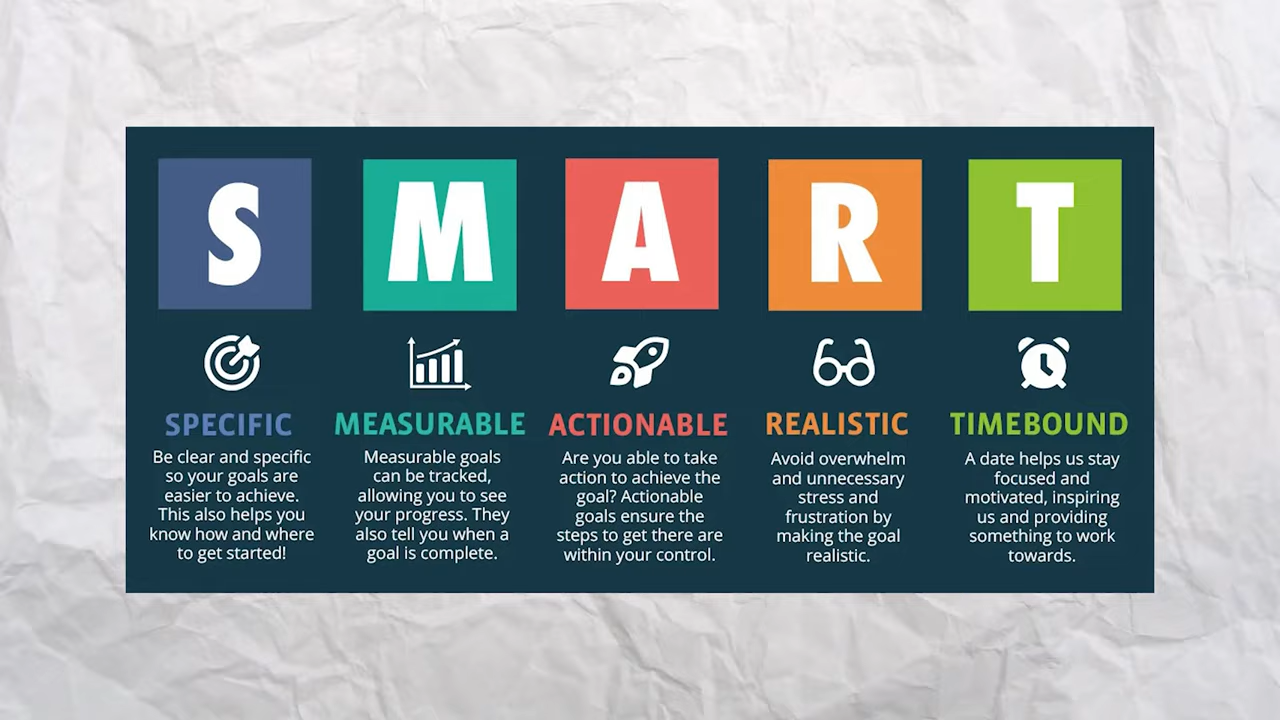 S
M
A
R
T
SPECIFIC
Be clear and specific
so your goals are
easier to achieve.
This also helps you
know how and where
to get started!
MEASURABLE
Measurable goals
can be tracked,
allowing you to see
your progress. They
also tell you when a
goal is complete.
ACTIONABLE
Are you able to take
action to achieve the
goal? Actionable
goals ensure the
steps to get there are
within your control.
REALISTIC
Avoid overwhelm
and unnecessary
stress and
frustration by
making the goal
realistic.
TIMEBOUND
A date helps us stay
focused and
motivated, inspiring
us and providing
something to work
towards.